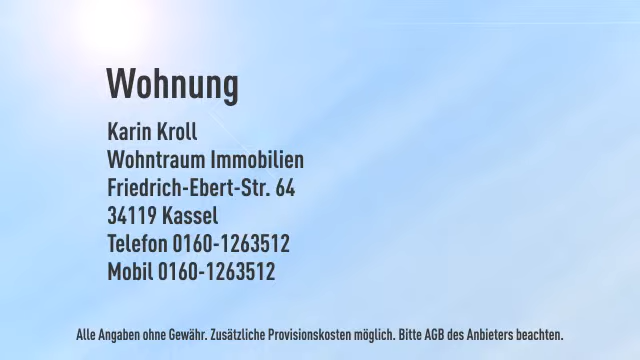 Wohnung
Karin Kroll
Wohntraum Immobilien
Friedrich-Ebert-Str. 64
34119 Kassel
Telefon 0160-1263512
Mobil 0160-1263512
Alle Angaben ohne Gewähr. Zusätzliche Provisionskosten möglich. Bitte AGB des Anbieters beachten.